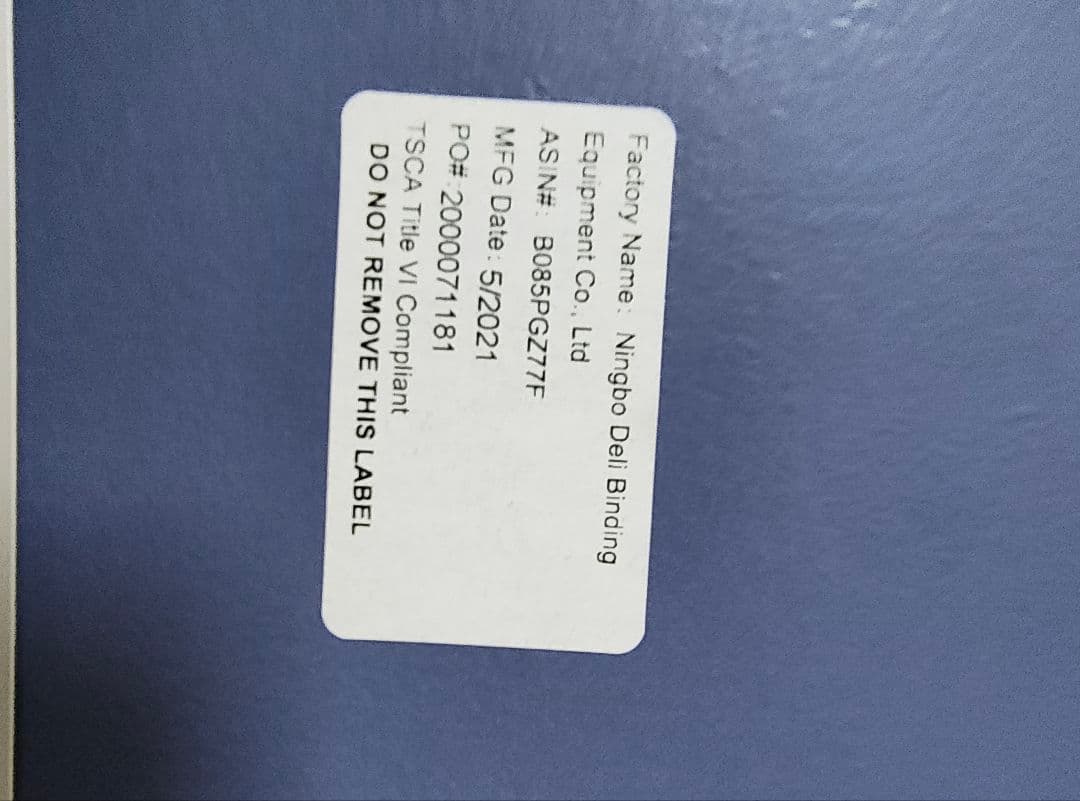 Factory Name: Ningbo Deli Binding
Equipment Co., Ltd
ASIN#: B085PGZ77F
MFG Date: 5/2021
PO#:2000071181
TSCA Title VI Compliant
DO NOT REMOVE THIS LABEL